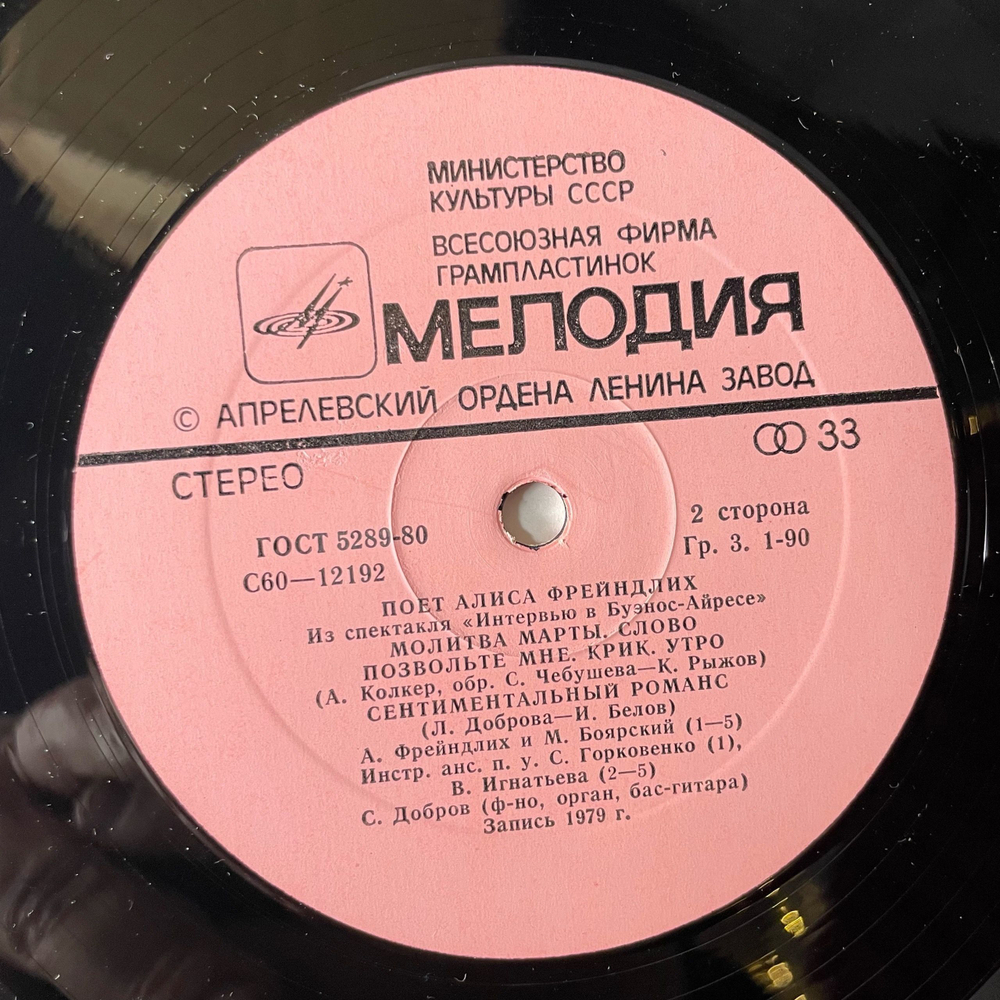 МИНИСТЕРСТВО
КУЛЬТУРЫ СССР
ВСЕСОЮЗНАЯ ФИРМА
ГРАМПЛАСТИНОК
МЕЛОДИЯ
© АПРЕЛЕВСКИЙ ОРДЕНА ЛЕНИНА ЗАВОД
СТЕРЕО
33
ГОСТ 5289-80
2 сторона
С60—12192
Гр. 3. 1-90
ПОЕТ АЛИСА ФРЕЙНДЛИХ
Из спектакля «Интервью в Буэнос-Айресе»
МОЛИТВА МАРТЫ. СЛОВО
ПОЗВОЛЬТЕ МНЕ. КРИК. УТРО
(А. Колкер, обр. С. Чебушева—К. Рыжов)
СЕНТИМЕНТАЛЬНЫЙ РОМАНС
(Л. Доброва—И. Белов)
А. Фрейндлих и М. Боярский (1—5)
Инстр. анс. п. у. С. Горковенко (1),
В. Игнатьева (2—5)
С. Добров (ф-но, орган, бас-гитара)
Запись 1979 г.